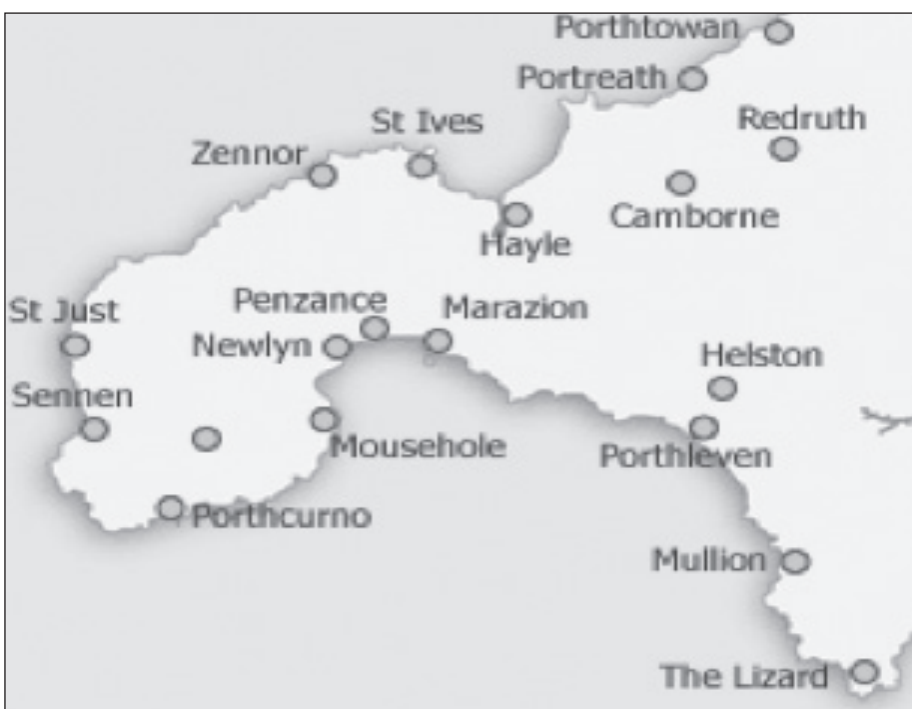 Porthtowan
Portreath
Redruth
St Ives
Zennor
Camborne
Hayle
Penzance
Marazion
St Just
Newlyn
Helston
Sennen
Mousehole
Porthleven
Porthcurno
Mullion
The Lizard